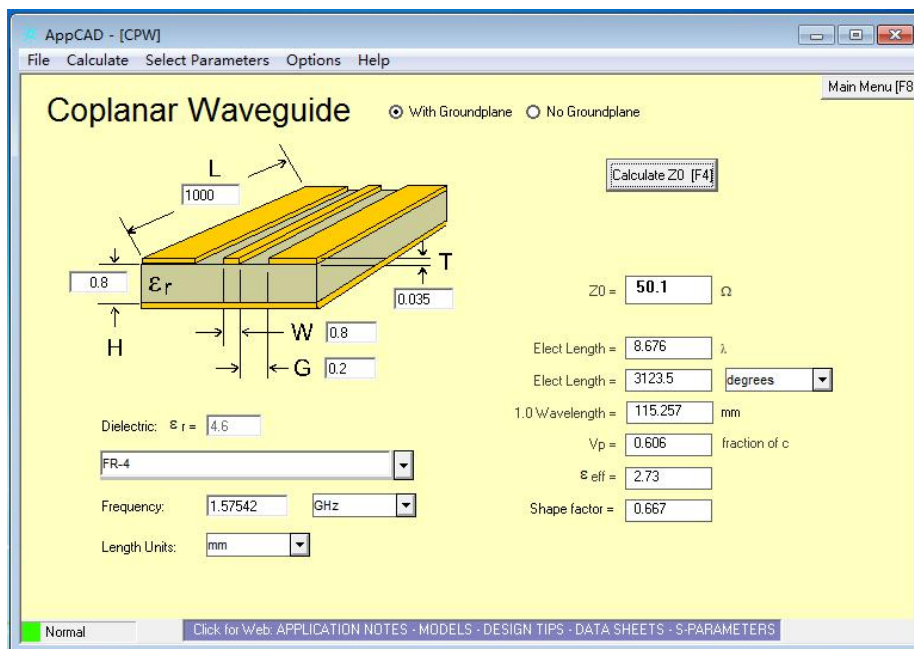 AppCAD - [CPW]
File Calculate Select Parameters Options Help
Main Menu [F8
Coplanar Waveguide With Groundplane No Groundplane
Calculate Z0 [F4]
L
1000
0.8
εr
T
0.035
H
W 0.8
G 0.2
Z0 = 50.1 Ω
Elect Length = 8.676 λ
Elect Length = 3123.5 degrees
1.0 Wavelength = 115.257 mm
Vp = 0.606 fraction of c
ε eff = 2.73
Shape factor = 0.667
Dielectric: ε r = 4.6
FR-4
Frequency: 1.57542 GHz
Length Units: mm
Normal
Click for Web: APPLICATION NOTES - MODELS - DESIGN TIPS - DATA SHEETS - S-PARAMETERS